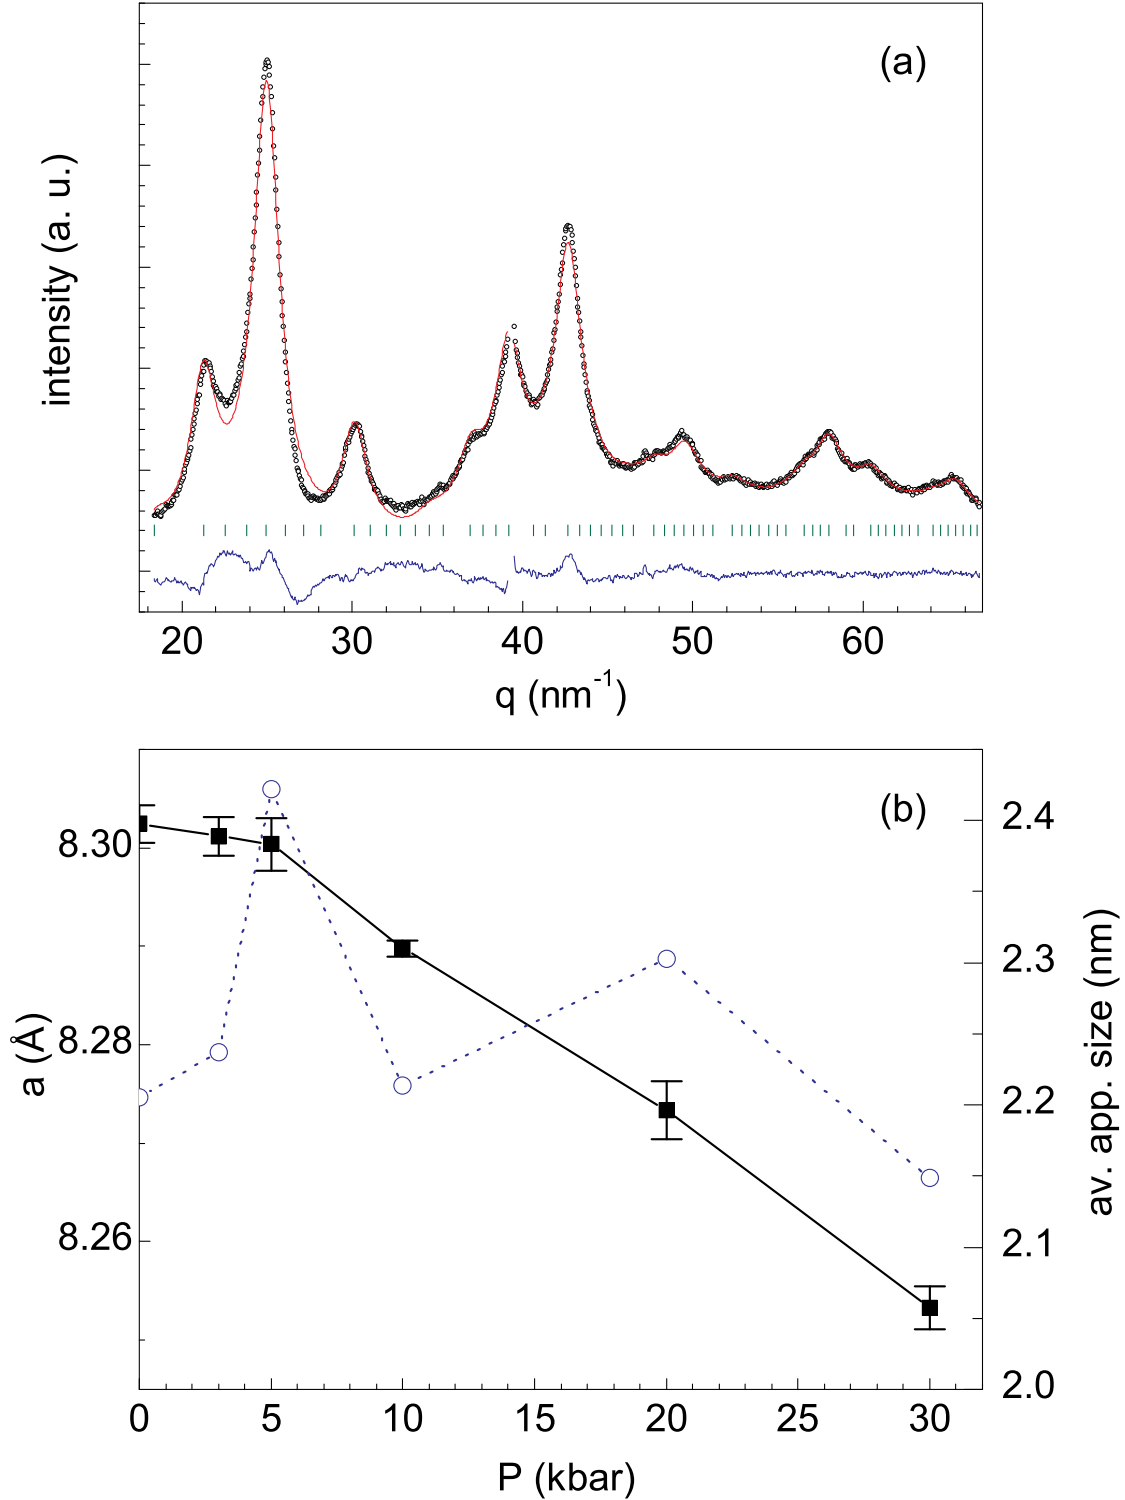 (a)
intensity (a. u.)
20 30 40 50 60
q (nm⁻¹)
(b)
8.30
8.28
8.26
a (Å)
2.4
2.3
2.2
2.1
2.0
av. app. size (nm)
0 5 10 15 20 25 30
P (kbar)